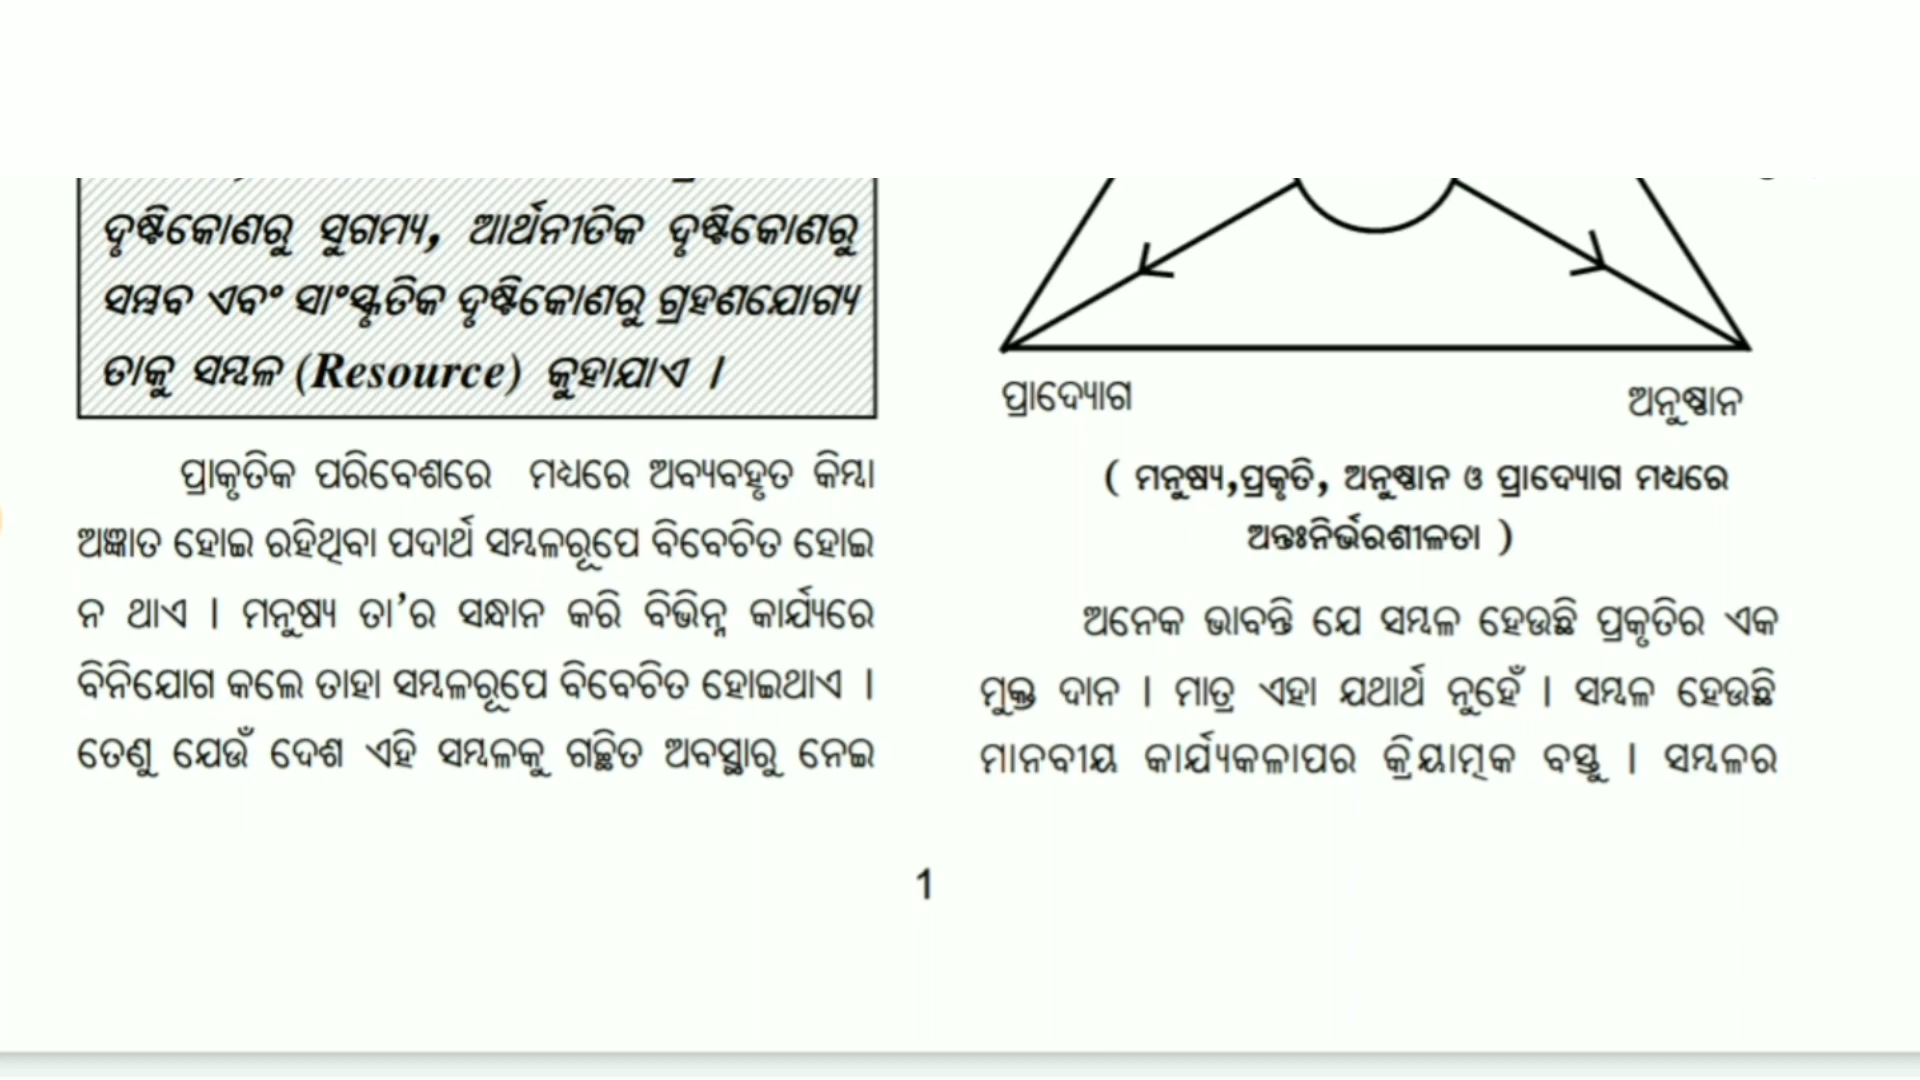 ଦୃଷ୍ଟିକୋଣରୁ ସୁଗମ୍ୟ, ଆର୍ଥନୀତିକ ଦୃଷ୍ଟିକୋଣରୁ
ସମ୍ଭବ ଏବଂ ସାଂସ୍କୃତିକ ଦୃଷ୍ଟିକୋଣରୁ ଗ୍ରହଣଯୋଗ୍ୟ
ତାକୁ ସମ୍ବଳ (Resource) କୁହାଯାଏ ।
ପ୍ରାକୃତିକ ପରିବେଶରେ ମଧ୍ୟରେ ଅବ୍ୟବହୃତ କିମ୍ବା
ଅଜ୍ଞାତ ହୋଇ ରହିଥିବା ପଦାର୍ଥ ସମ୍ବଳରୂପେ ବିବେଚିତ ହୋଇ
ନ ଥାଏ । ମନୁଷ୍ୟ ତା’ର ସନ୍ଧାନ କରି ବିଭିନ୍ନ କାର୍ଯ୍ୟରେ
ବିନିଯୋଗ କଲେ ତାହା ସମ୍ବଳରୂପେ ବିବେଚିତ ହୋଇଥାଏ ।
ତେଣୁ ଯେଉଁ ଦେଶ ଏହି ସମ୍ବଳକୁ ଗଚ୍ଛିତ ଅବସ୍ଥାରୁ ନେଇ
ପ୍ରାଦ୍ୟୋଗ
ଅନୁଷ୍ଠାନ
( ମନୁଷ୍ୟ,ପ୍ରକୃତି, ଅନୁଷ୍ଠାନ ଓ ପ୍ରାଦ୍ୟୋଗ ମଧ୍ୟରେ
ଅନ୍ତଃନିର୍ଭରଶୀଳତା )
ଅନେକ ଭାବନ୍ତି ଯେ ସମ୍ବଳ ହେଉଛି ପ୍ରକୃତିର ଏକ
ମୁକ୍ତ ଦାନ । ମାତ୍ର ଏହା ଯଥାର୍ଥ ନୁହେଁ । ସମ୍ବଳ ହେଉଛି
ମାନବୀୟ କାର୍ଯ୍ୟକଳାପର କ୍ରିୟାତ୍ମକ ବସ୍ତୁ । ସମ୍ବଳର
1